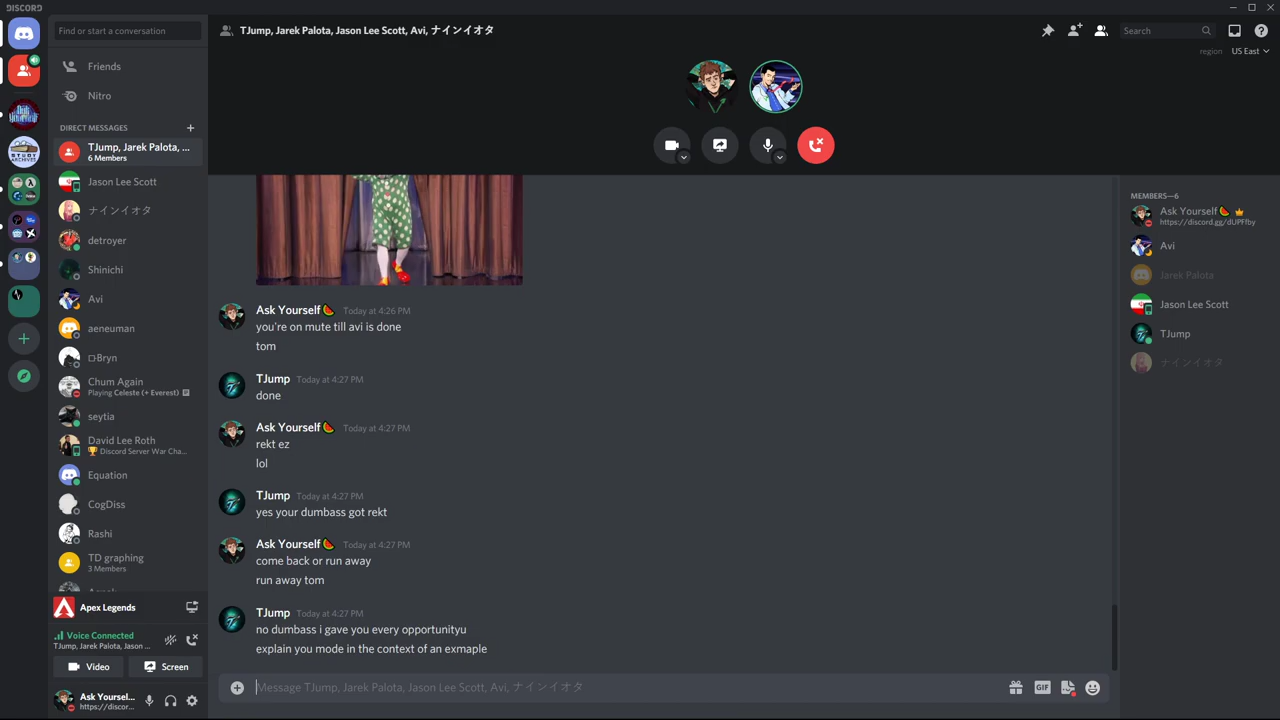 DISCORD
Find or start a conversation
Friends
Nitro
DIRECT MESSAGES
TJump, Jarek Palota, ...
6 Members
Jason Lee Scott
ナインイオタ
detroyer
Shinichi
Avi
aeneuman
□Bryn
Chum Again
Playing Celeste (+ Everest)
seytia
David Lee Roth
Discord Server War Cha...
Equation
CogDiss
Rashi
TD graphing
3 Members
Apex Legends
Voice Connected
TJump, Jarek Palota, Jason ...
Video
Screen
Ask Yoursel...
https://discor...
TJump, Jarek Palota, Jason Lee Scott, Avi, ナインイオタ
Search
region
US East
Ask Yourself Today at 4:26 PM
you're on mute till avi is done
tom
TJump Today at 4:27 PM
done
Ask Yourself Today at 4:27 PM
rekt ez
lol
TJump Today at 4:27 PM
yes your dumbass got rekt
Ask Yourself Today at 4:27 PM
come back or run away
run away tom
TJump Today at 4:27 PM
no dumbass i gave you every opportunityu
explain you mode in the context of an exmaple
Message TJump, Jarek Palota, Jason Lee Scott, Avi, ナインイオタ
GIF
MEMBERS—6
Ask Yourself
https://discord.gg/dUPFfby
Avi
Jarek Palota
Jason Lee Scott
TJump
ナインイオタ